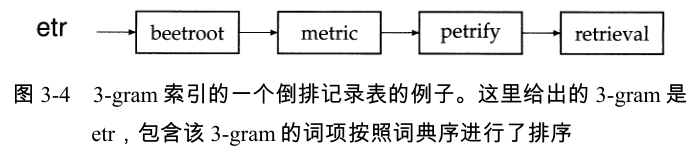 etr beetroot metric petrify retrieval
图 3-4 3-gram 索引的一个倒排记录表的例子。这里给出的 3-gram 是
etr，包含该 3-gram 的词项按照词典序进行了排序